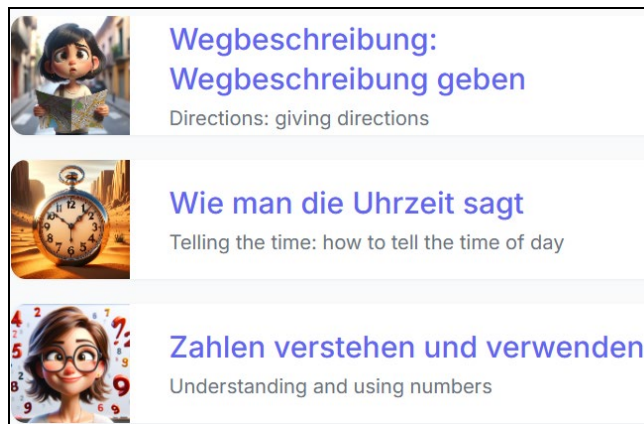 Wegbeschreibung:
Wegbeschreibung geben
Directions: giving directions
Wie man die Uhrzeit sagt
Telling the time: how to tell the time of day
Zahlen verstehen und verwenden
Understanding and using numbers